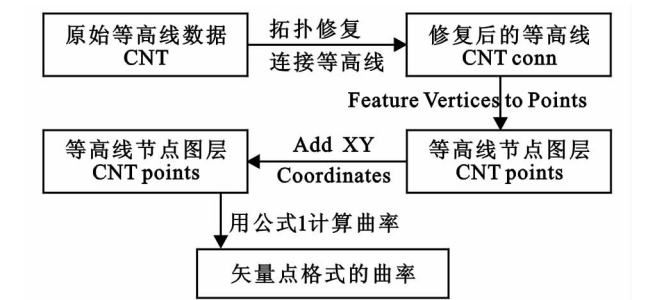 原始等高线数据
CNT
拓扑修复
连接等高线
修复后的等高线
CNT conn
Feature Vertices to Points
等高线节点图层
CNT points
Add XY
Coordinates
等高线节点图层
CNT points
用公式1计算曲率
矢量点格式的曲率